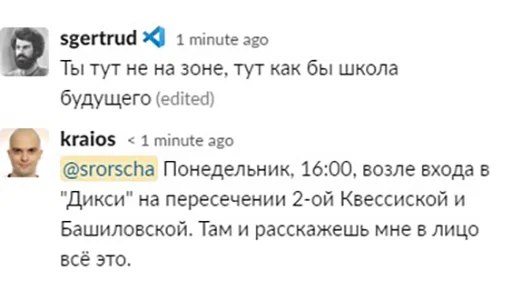 sgertrud 1 minute ago
Ты тут не на зоне, тут как бы школа
будущего (edited)
kraios < 1 minute ago
@srorscha Понедельник, 16:00, возле входа в
"Дикси" на пересечении 2-ой Квессиской и
Башиловской. Там и расскажешь мне в лицо
всё это.